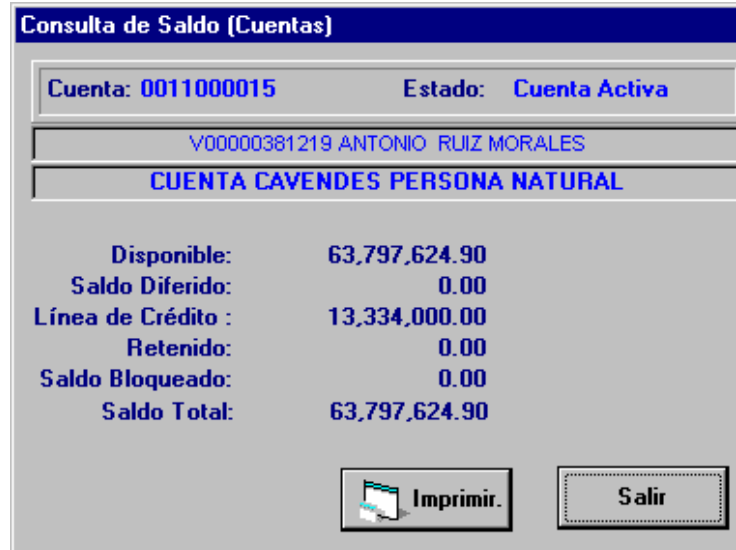 Consulta de Saldo (Cuentas)
Cuenta: 0011000015 Estado: Cuenta Activa
V00000381219 ANTONIO RUIZ MORALES
CUENTA CAVENDES PERSONA NATURAL
Disponible: 63,797,624.90
Saldo Diferido: 0.00
Línea de Crédito : 13,334,000.00
Retenido: 0.00
Saldo Bloqueado: 0.00
Saldo Total: 63,797,624.90
Imprimir. Salir